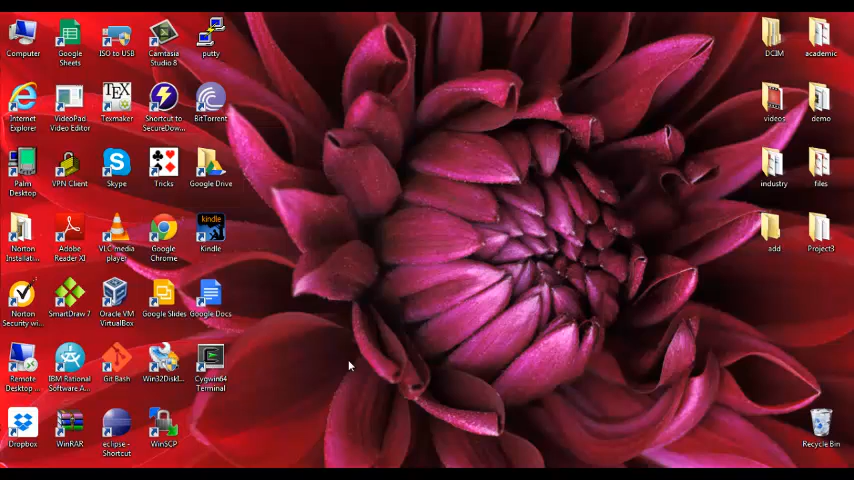 Computer
Google
Sheets
ISO to USB
Camtasia
Studio 8
putty
DCIM
academic
Internet
Explorer
VideoPad
Video Editor
TEX
Texmaker
Shortcut to
SecureDow...
BitTorrent
videos
demo
Palm
Desktop
VPN Client
Skype
Tricks
Google Drive
industry
files
Norton
Installati...
Adobe
Reader XI
VLC media
player
Google
Chrome
kindle
Kindle
add
Project3
Norton
Security wi...
SmartDraw 7
Oracle VM
VirtualBox
Google Slides
Google Docs
Remote
Desktop ...
IBM Rational
Software A...
Git Bash
Win32DiskI...
Cygwin64
Terminal
Dropbox
WinRAR
eclipse -
Shortcut
WinSCP
Recycle Bin